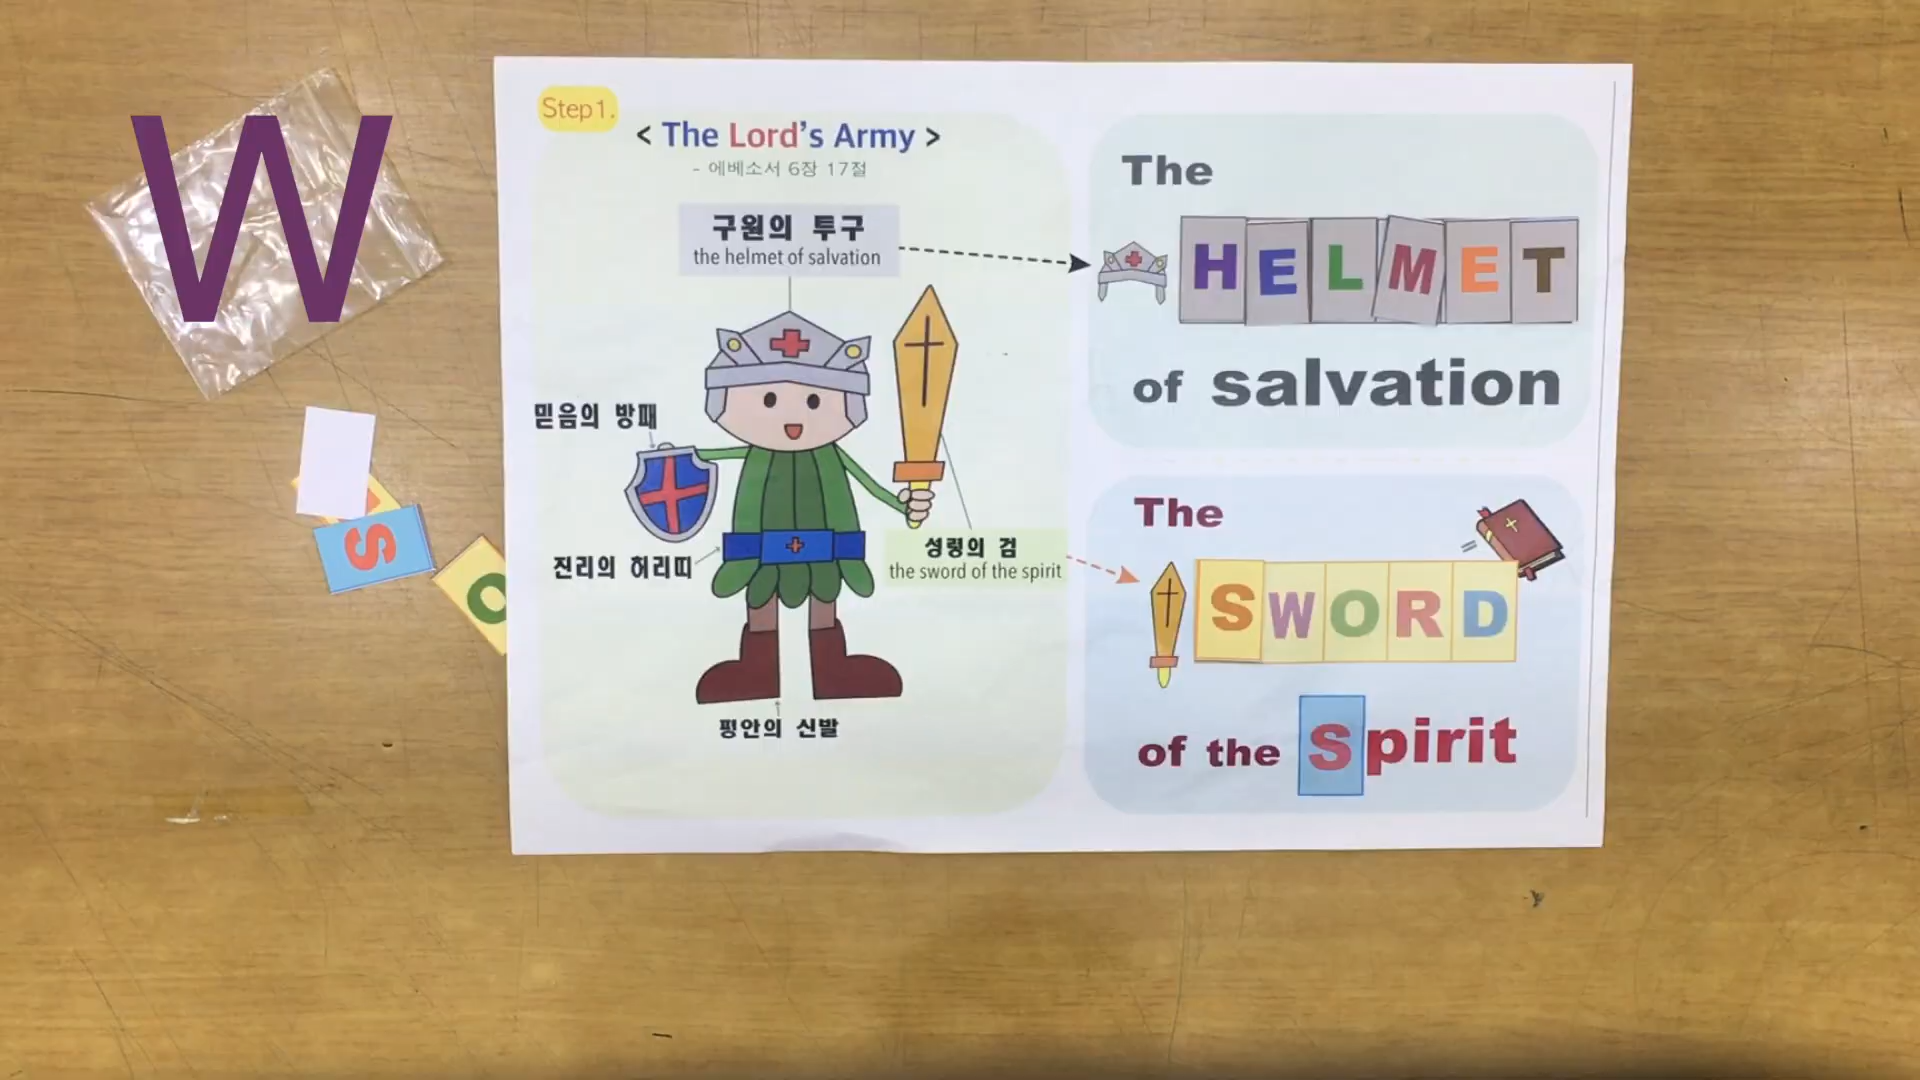 W
S
O
Step1.
< The Lord's Army >
- 에베소서 6장 17절
구원의 투구
the helmet of salvation
믿음의 방패
진리의 허리띠
성령의 검
the sword of the spirit
평안의 신발
The
HELMET
of salvation
The
SWORD
of the Spirit